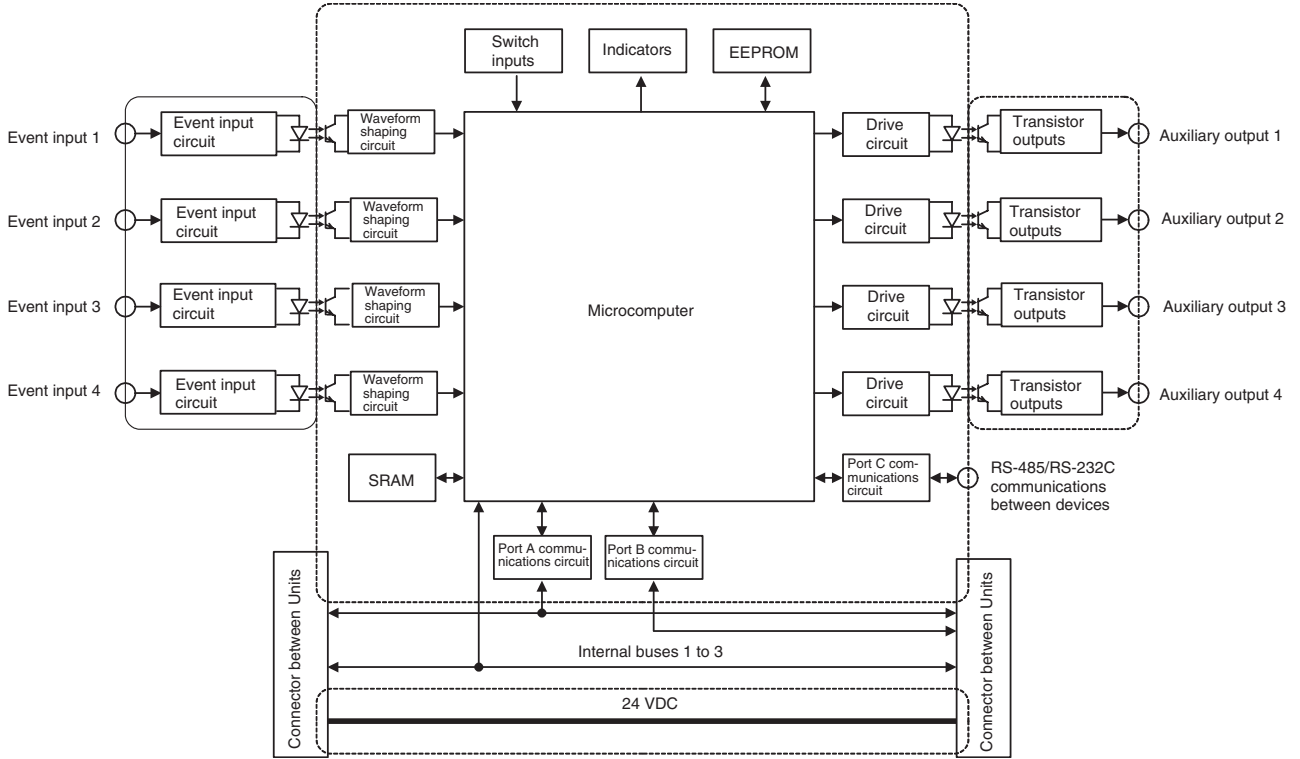 Switch
inputs
Indicators
EEPROM
Event input 1
Event input
circuit
Waveform
shaping
circuit
Drive
circuit
Transistor
outputs
Auxiliary output 1
Event input 2
Event input
circuit
Waveform
shaping
circuit
Drive
circuit
Transistor
outputs
Auxiliary output 2
Event input 3
Event input
circuit
Waveform
shaping
circuit
Microcomputer
Drive
circuit
Transistor
outputs
Auxiliary output 3
Event input 4
Event input
circuit
Waveform
shaping
circuit
Drive
circuit
Transistor
outputs
Auxiliary output 4
SRAM
Port C com-
munications
circuit
RS-485/RS-232C
communications
between devices
Port A commu-
nications circuit
Port B commu-
nications circuit
Connector between Units
Connector between Units
Internal buses 1 to 3
24 VDC